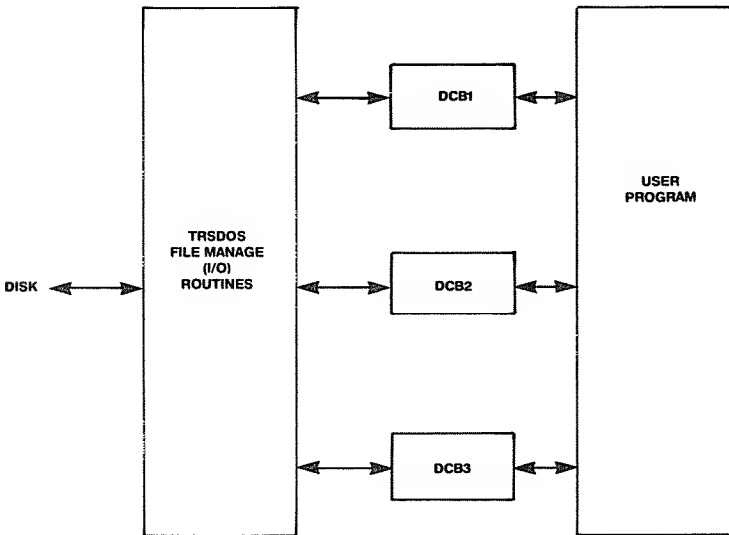 DCB1
USER
PROGRAM
TRSDOS
FILE MANAGE
(I/O)
ROUTINES
DISK
DCB2
DCB3